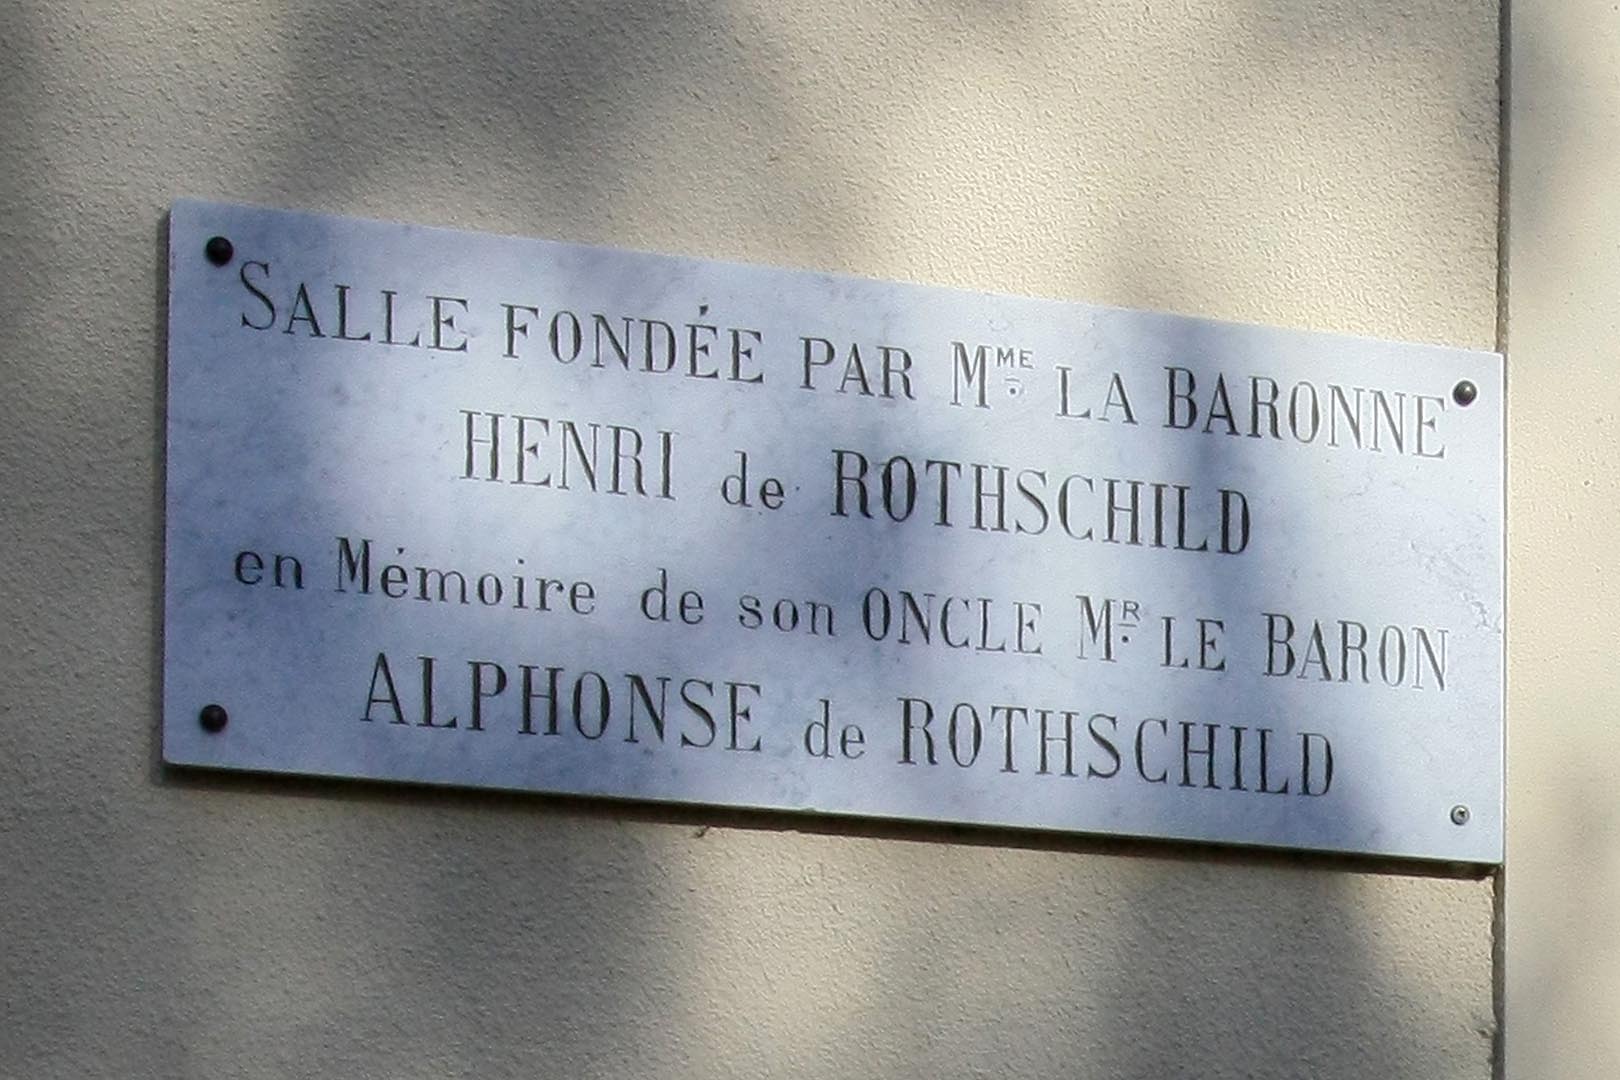 SALLE FONDÉE PAR MME. LA BARONNE
HENRI de ROTHSCHILD
en Mémoire de son ONCLE MR. LE BARON
ALPHONSE de ROTHSCHILD